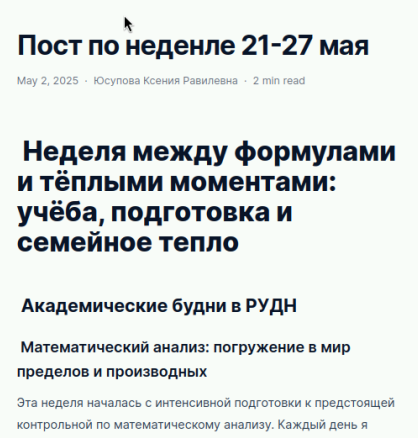 Пост по неденле 21-27 мая
May 2, 2025 · Юсупова Ксения Равилевна · 2 min read
Неделя между формулами
и тёплыми моментами:
учёба, подготовка и
семейное тепло
Академические будни в РУДН
Математический анализ: погружение в мир
пределов и производных
Эта неделя началась с интенсивной подготовки к предстоящей
контрольной по математическому анализу. Каждый день я